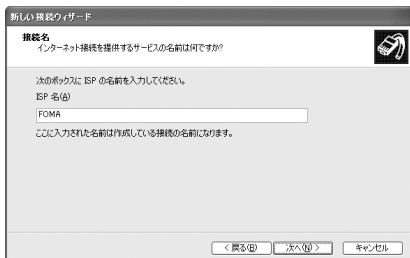 新しい接続ウィザード
接続名
インターネット接続を提供するサービスの名前は何ですか?
次のボックスに ISP の名前を入力してください。
ISP 名(A)
FOMA
ここに入力された名前は作成している接続の名前になります。
< 戻る(B) 次へ(N) > キャンセル